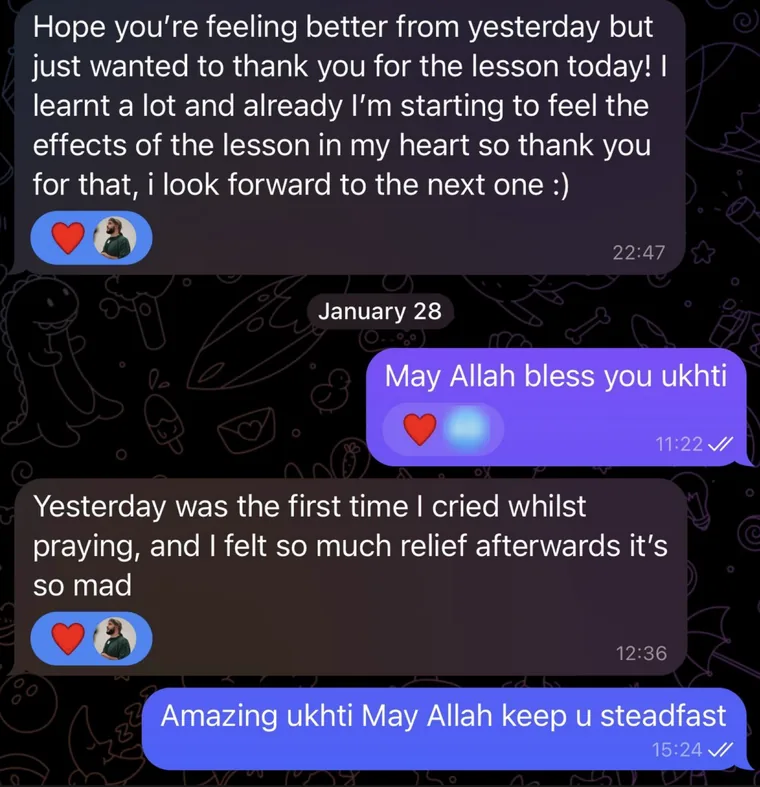 Hope you’re feeling better from yesterday but
just wanted to thank you for the lesson today! I
learnt a lot and already I’m starting to feel the
effects of the lesson in my heart so thank you
for that, i look forward to the next one :)
22:47
January 28
May Allah bless you ukhti
11:22
Yesterday was the first time I cried whilst
praying, and I felt so much relief afterwards it’s
so mad
12:36
Amazing ukhti May Allah keep u steadfast
15:24